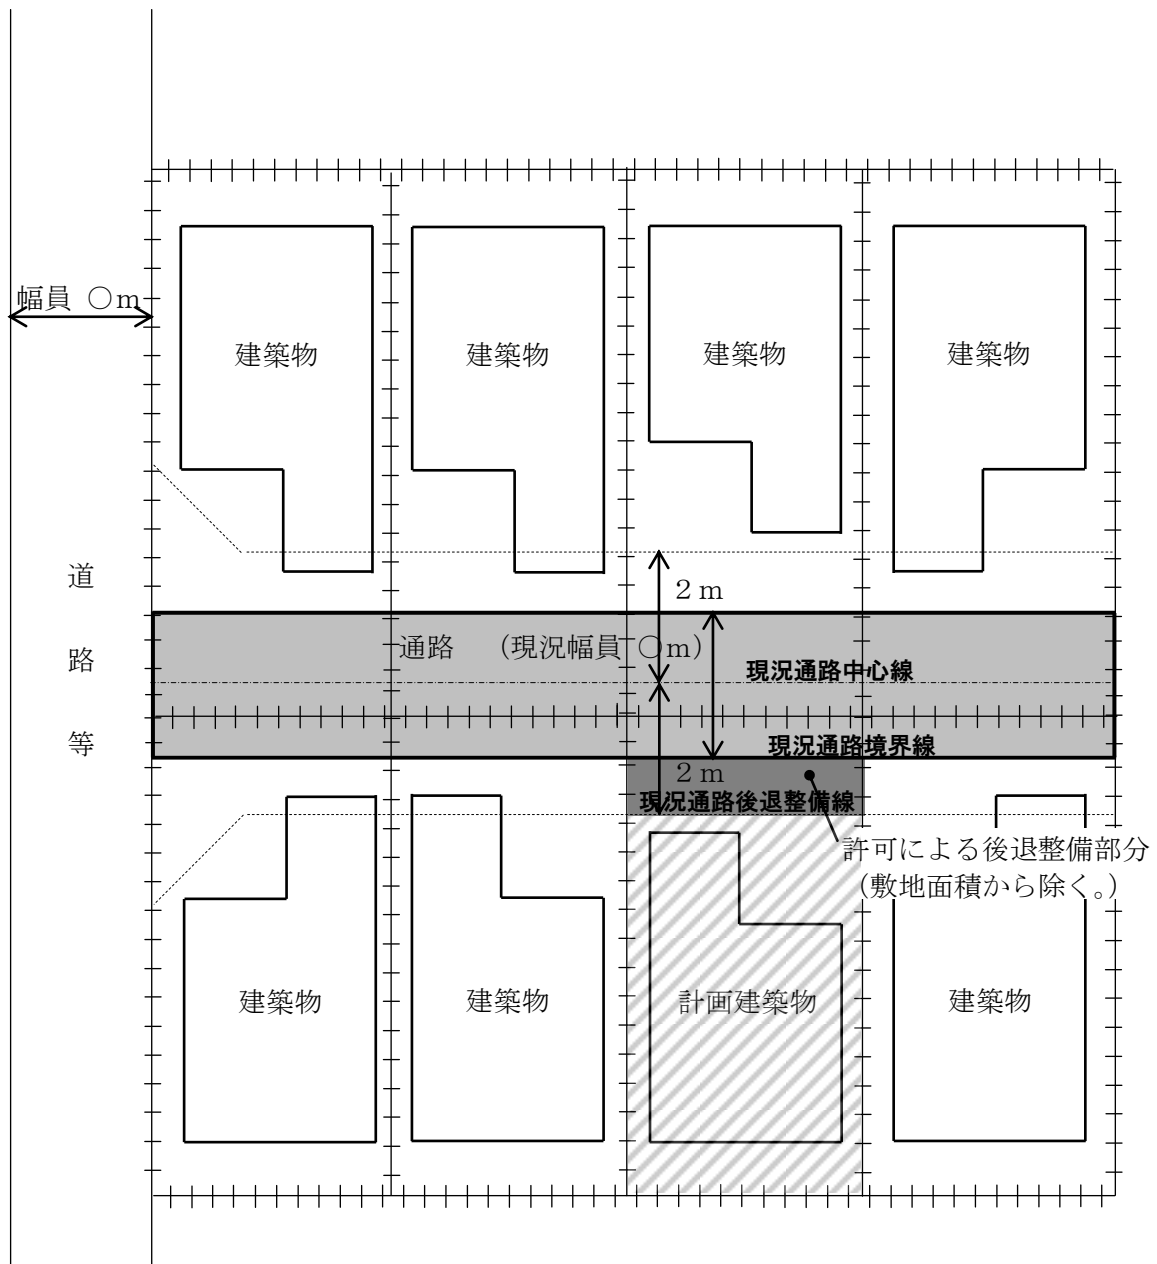 幅員 ○m
建築物
建築物
建築物
建築物
道路等
2m
通路 (現況幅員 ○m)
現況通路中心線
現況通路境界線
2m
現況通路後退整備線
許可による後退整備部分
(敷地面積から除く。)
建築物
建築物
計画建築物
建築物